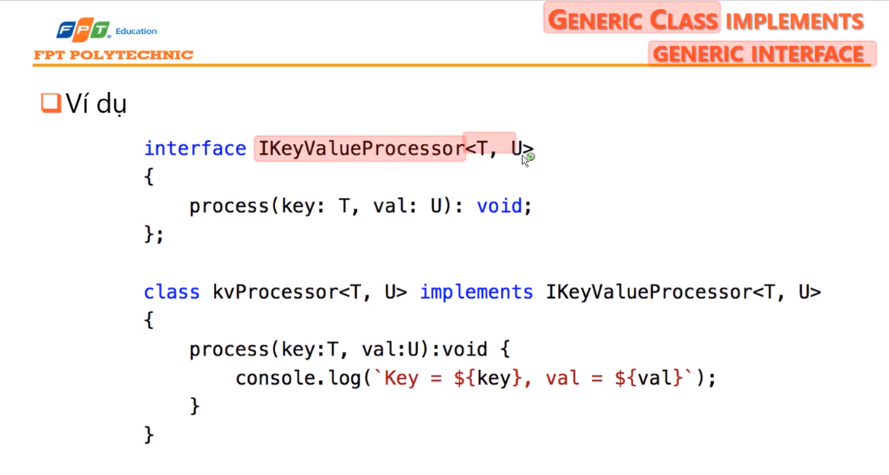 FPT Education
FPT POLYTECHNIC
GENERIC CLASS IMPLEMENTS
GENERIC INTERFACE
Ví dụ
interface IKeyValueProcessor<T, U>
{
    process(key: T, val: U): void;
};
class kvProcessor<T, U> implements IKeyValueProcessor<T, U>
{
    process(key:T, val:U):void {
        console.log(`Key = ${key}, val = ${val}`);
    }
}